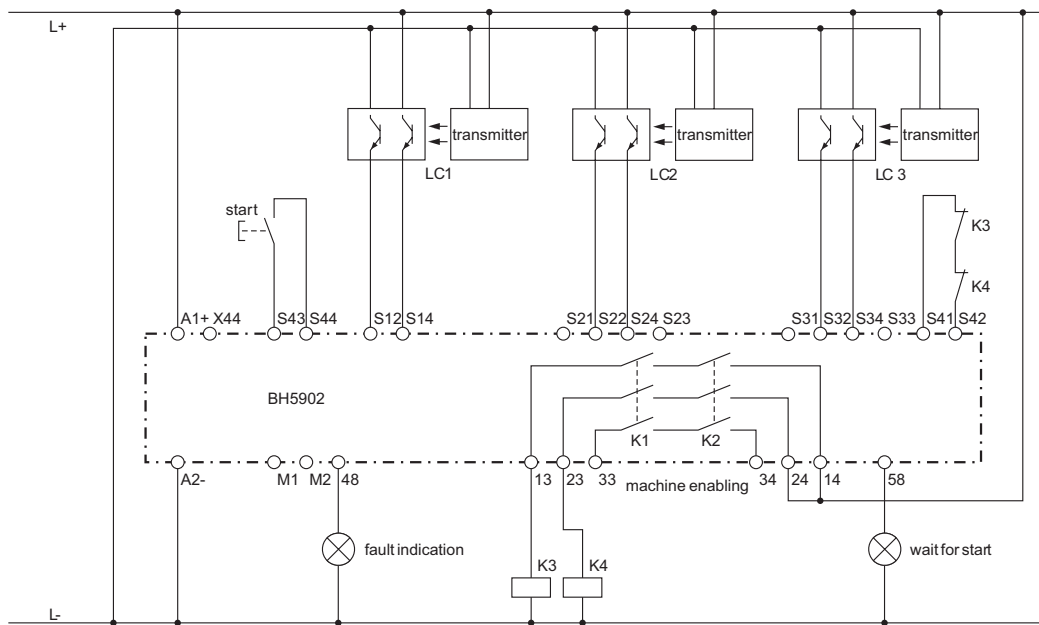 L+
transmitter
transmitter
transmitter
LC1
LC2
LC 3
start
K3
K4
A1+ X44
S43 S44
S12 S14
S21 S22 S24 S23
S31 S32 S34 S33
S41 S42
BH5902
K1
K2
A2-
M1
M2
48
13
23
33
machine enabling
34
24
14
58
fault indication
K3
K4
wait for start
L-